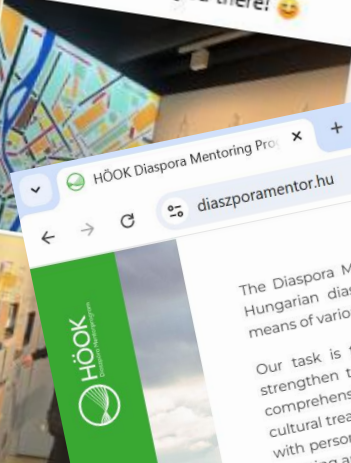 there! 😄
HÖOK Diaspora Mentoring Pro
diaszporamentor.hu
HÖOK
Diaszpóra Mentorprogram
The Diaspora M
Hungarian dias
means of vario
Our task is
strengthen t
comprehens
cultural trea
with person